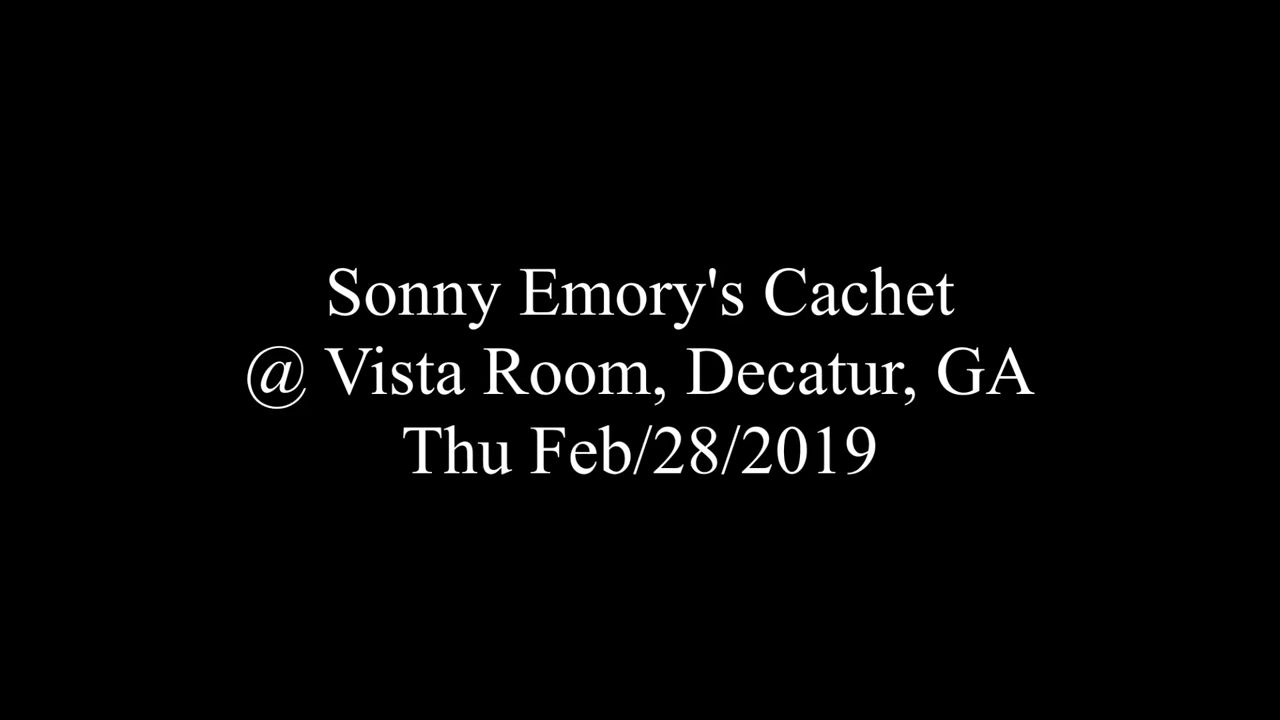 Sonny Emory's Cachet
@ Vista Room, Decatur, GA
Thu Feb/28/2019